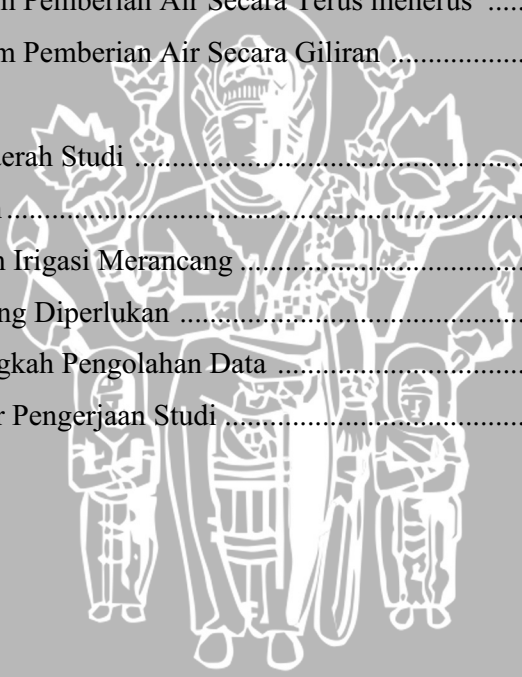 m Pemberian Air Secara Terus menerus ......
m Pemberian Air Secara Giliran ......................
aerah Studi ....................................................
.....................................................................
n Irigasi Merancang ......................................
ng Diperlukan ..............................................
gkah Pengolahan Data .................................
r Pengerjaan Studi ........................................